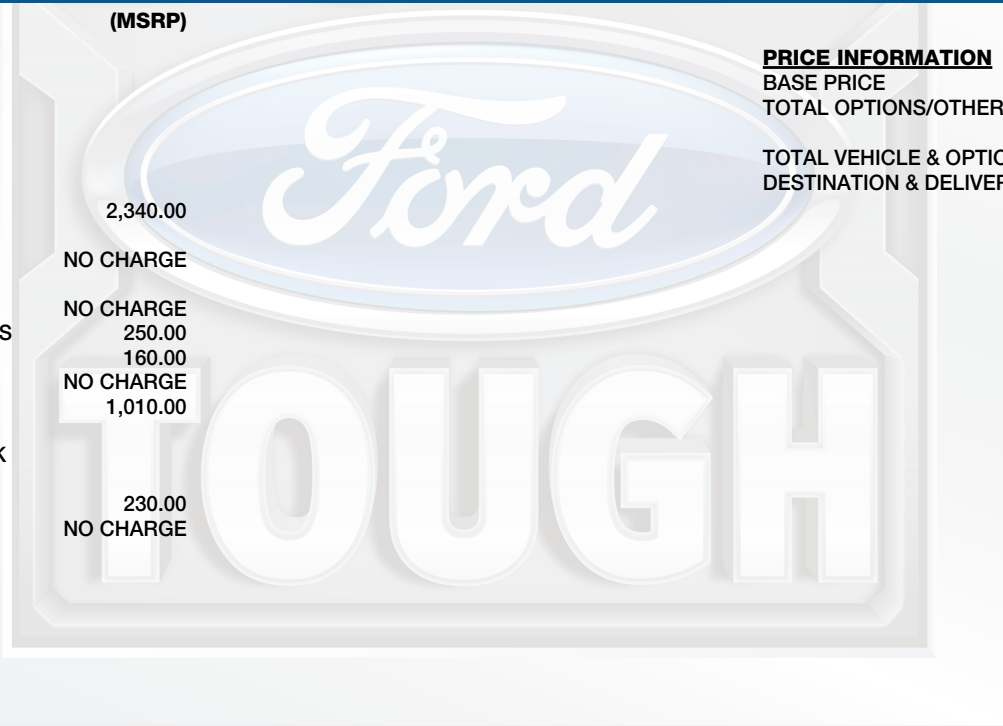 (MSRP)
2,340.00
NO CHARGE
NO CHARGE
S 250.00
160.00
NO CHARGE
1,010.00
K
230.00
NO CHARGE
PRICE INFORMATION
BASE PRICE
TOTAL OPTIONS/OTHER
TOTAL VEHICLE & OPTIO
DESTINATION & DELIVER
Ford
TOUGH